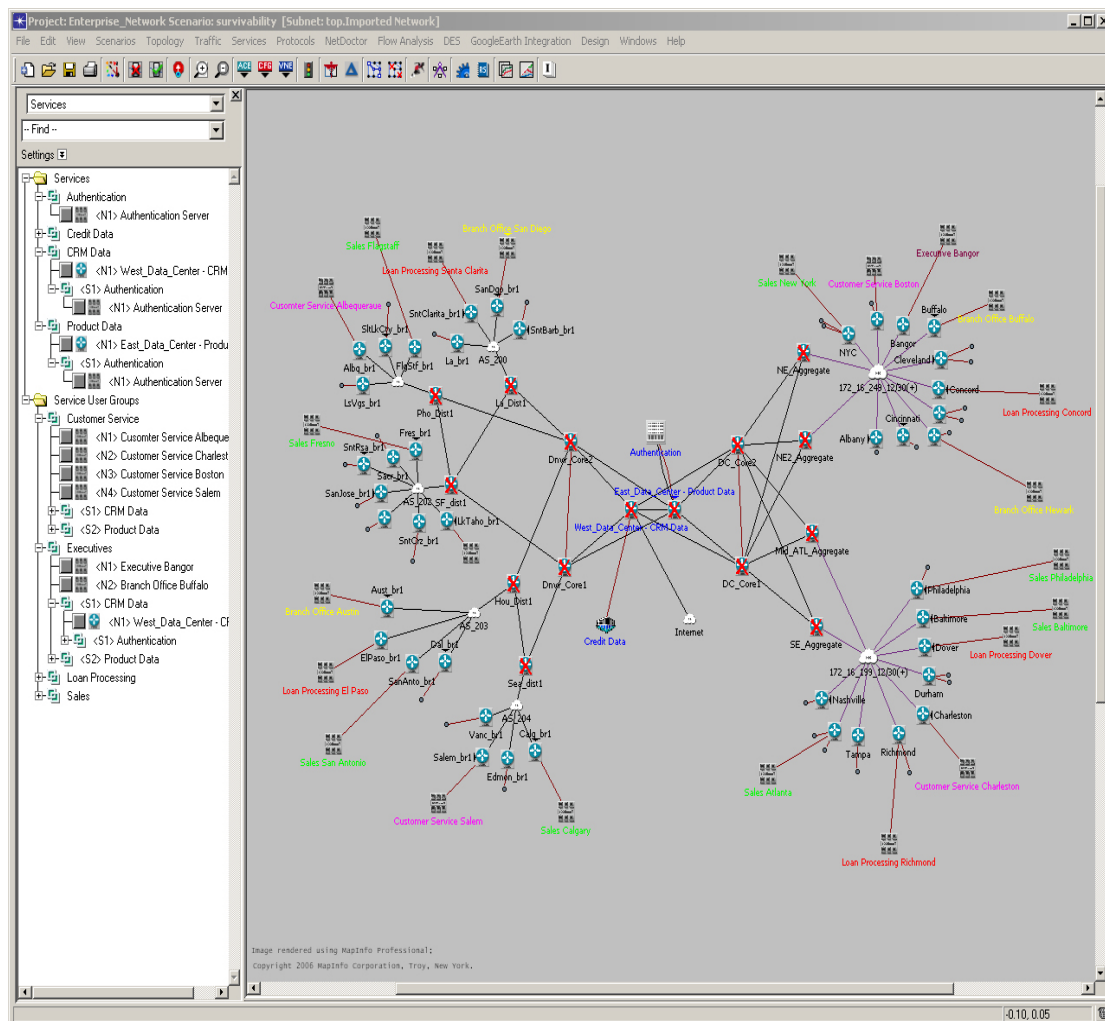 Project: Enterprise_Network Scenario: survivability [Subnet: top.Imported Network]
File Edit View Scenarios Topology Traffic Services Protocols NetDoctor Flow Analysis DES GoogleEarth Integration Design Windows Help
Services
-- Find --
Settings
Services
Authentication
<N1> Authentication Server
Credit Data
CRM Data
<N1> West_Data_Center - CRM
<S1> Authentication
<N1> Authentication Server
Product Data
<N1> East_Data_Center - Produ
<S1> Authentication
<N1> Authentication Server
Service User Groups
Customer Service
<N1> Cusomter Service Albeque
<N2> Customer Service Charlest
<N3> Customer Service Boston
<N4> Customer Service Salem
<S1> CRM Data
<S2> Product Data
Executives
<N1> Executive Bangor
<N2> Branch Office Buffalo
<S1> CRM Data
<N1> West_Data_Center - CF
<S1> Authentication
<S2> Product Data
Loan Processing
Sales
Branch Office San Diego
Sales Flagstaff
Executive Bangor
Loan Processing Santa Clarita
Sales New York
Customer Service Boston
SanDgo_br1
Cusomter Service Albequeraue
SntClarita_br1
Buffalo
Branch Office Buffalo
SltLkCty_br1
SntBarb_br1
NYC
Bangor
La_br1
AS_200
Cleveland
Albq_br1
FlgStf_br1
NE_Aggregate
172_16_249_12/30(+)
LsVgs_br1
Pho_Dist1
La_Dist1
Concord
Loan Processing Concord
Fres_br1
Cincinnati
Sales Fresno
SntRsa_br1
Authentication
Albany
Sacr_br1
Dnvr_Core2
DC_Core2
NE2_Aggregate
SanJose_br1
AS_202
SF_dist1
East_Data_Center - Product Data
Branch Office Newark
West_Data_Center - CRM Data
LkTaho_br1
SntCrz_br1
Mid_ATL_Aggregate
Dnvr_Core1
DC_Core1
Sales Philadelphia
Aust_br1
Hou_Dist1
Philadelphia
Branch Office Austin
AS_203
Internet
Baltimore
Sales Baltimore
Credit Data
SE_Aggregate
ElPaso_br1
Dal_br1
Dover
Loan Processing Dover
172_16_199_12/30(+)
Loan Processing El Paso
SanAnto_br1
Sea_dist1
Durham
Nashville
AS_204
Charleston
Vanc_br1
Calg_br1
Salem_br1
Tampa
Richmond
Sales San Antonio
Edmon_br1
Customer Service Charleston
Sales Atlanta
Customer Service Salem
Sales Calgary
Loan Processing Richmond
Image rendered using MapInfo Professional;
Copyright 2006 MapInfo Corporation, Troy, New York.
-0.10, 0.05